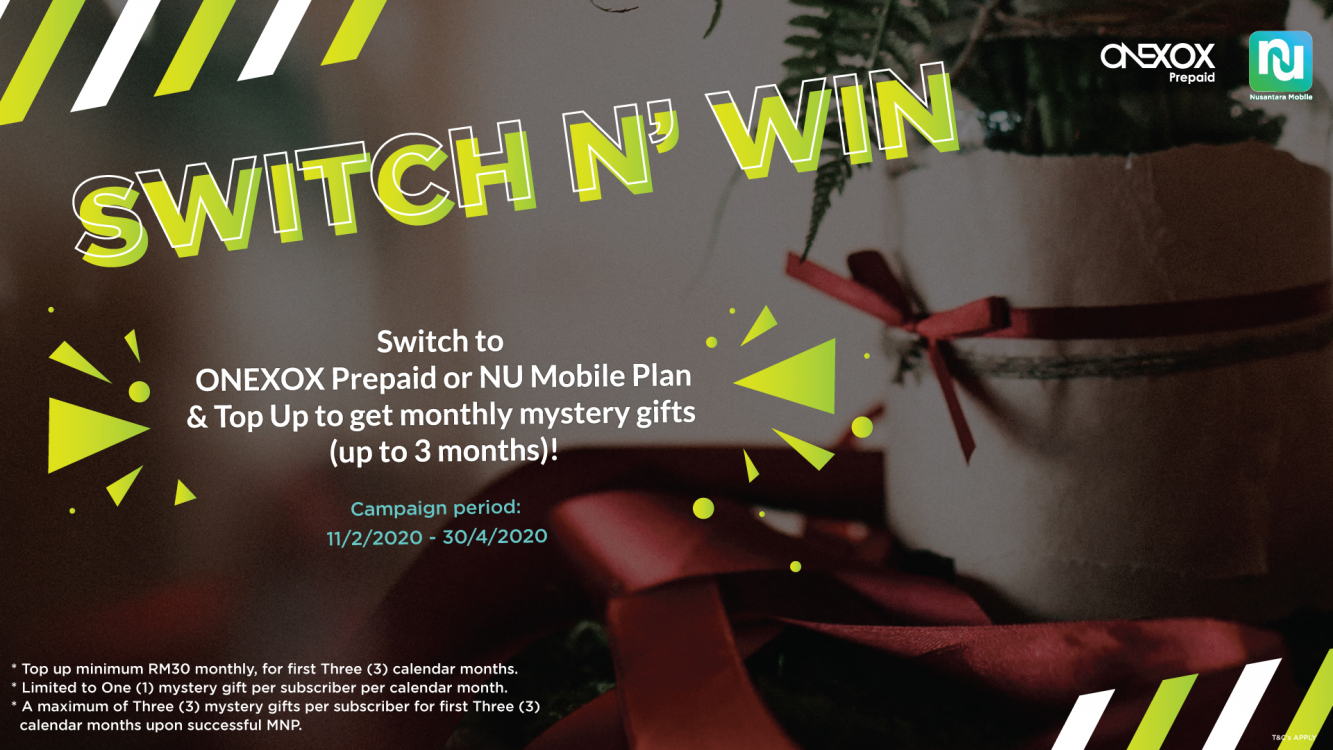 ONEXOX
Prepaid
NU
Nusantara Mobile
SWITCH N' WIN
Switch to
ONEXOX Prepaid or NU Mobile Plan
& Top Up to get monthly mystery gifts
(up to 3 months)!
Campaign period:
11/2/2020 - 30/4/2020
* Top up minimum RM30 monthly, for first Three (3) calendar months.
* Limited to One (1) mystery gift per subscriber per calendar month.
* A maximum of Three (3) mystery gifts per subscriber for first Three (3)
calendar months upon successful MNP.
T&C's APPLY